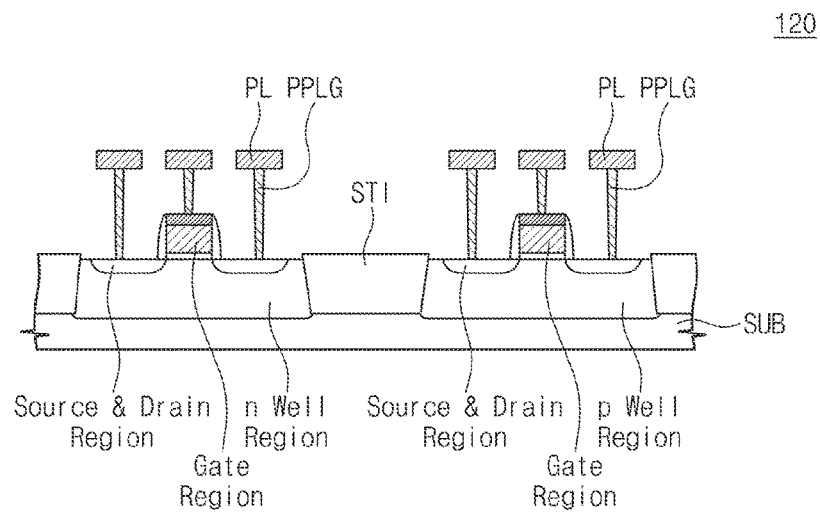 120
PL PPLG
PL PPLG
STI
SUB
Source & Drain
Region
n Well
Region
Source & Drain
Region
p Well
Region
Gate
Region
Gate
Region